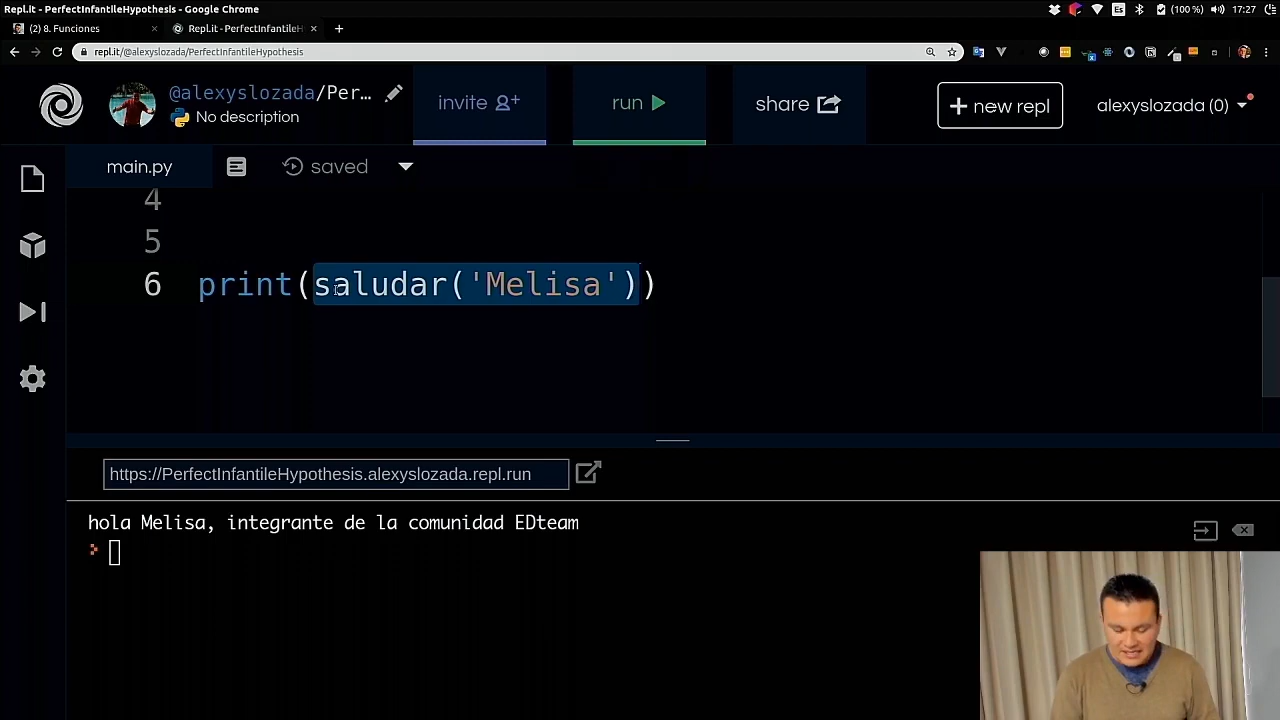 Repl.it - PerfectInfantileHypothesis - Google Chrome
Es
(100 %)
17:27
(2) 8. Funciones
Repl.it - PerfectInfantileH
repl.it/@alexyslozada/PerfectInfantileHypothesis
@alexyslozada/Per...
No description
invite
run
share
+ new repl
alexyslozada (0)
main.py
saved
4
5
6 print(saludar('Melisa'))
https://PerfectInfantileHypothesis.alexyslozada.repl.run
hola Melisa, integrante de la comunidad EDteam